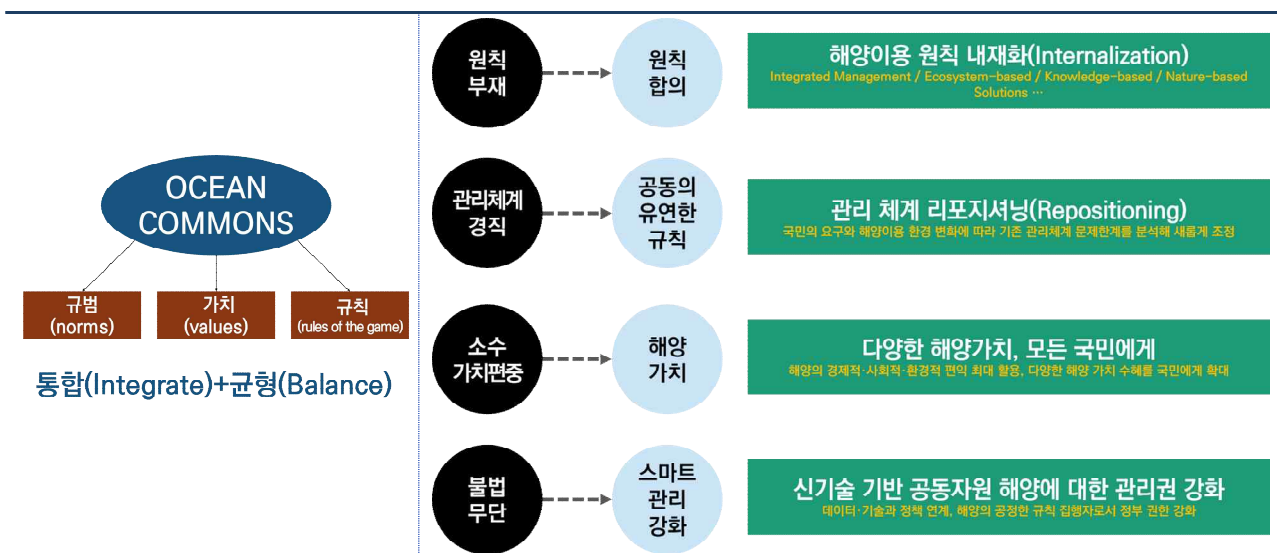 OCEAN
COMMONS
규범
(norms)
가치
(values)
규칙
(rules of the game)
통합(Integrate)+균형(Balance)
원칙
부재
원칙
합의
해양이용 원칙 내재화(Internalization)
Integrated Management / Ecosystem-based / Knowledge-based / Nature-based
Solutions ···
관리체계
경직
공동의
유연한
규칙
관리 체계 리포지셔닝(Repositioning)
국민의 요구와 해양이용 환경 변화에 따라 기존 관리체계 문제한계를 분석해 새롭게 조정
소수
가치편중
해양
가치
다양한 해양가치, 모든 국민에게
해양의 경제적·사회적·환경적 편익 최대 활용, 다양한 해양 가치 수혜를 국민에게 확대
불법
무단
스마트
관리
강화
신기술 기반 공동자원 해양에 대한 관리권 강화
데이터·기술과 정책 연계, 해양의 공정한 규칙 집행자로서 정부 권한 강화